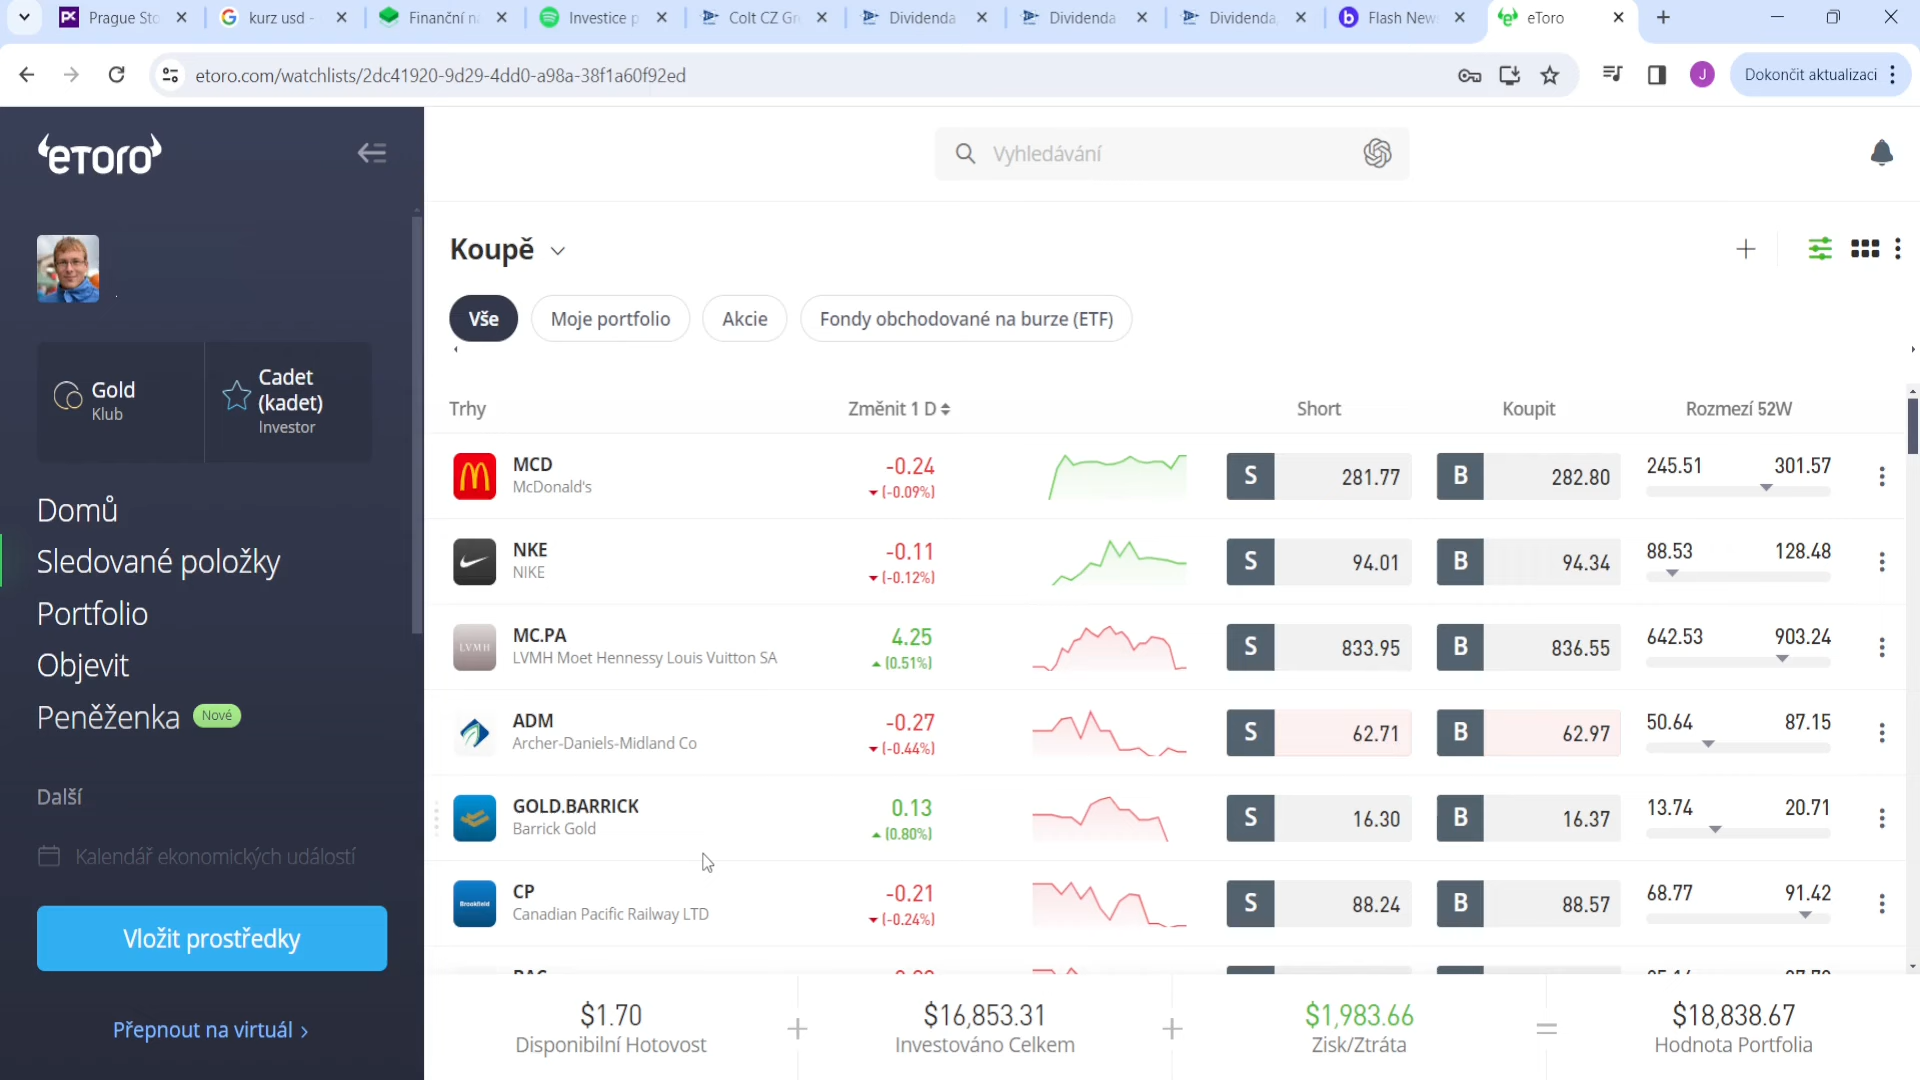 Prague Sto
kurz usd -
Finanční na
Investice p
Colt CZ Gr
Dividenda
Dividenda
Dividenda,
Flash New
eToro
etoro.com/watchlists/2dc41920-9d29-4dd0-a98a-38f1a60f92ed
J
Dokončit aktualizaci
eToro
Vyhledávání
Koupě
Vše
Moje portfolio
Akcie
Fondy obchodované na burze (ETF)
Gold
Klub
Cadet
(kadet)
Investor
Domů
Sledované položky
Portfolio
Objevit
Peněženka Nové
Další
Kalendář ekonomických událostí
Vložit prostředky
Přepnout na virtuál >
Trhy Změnit 1 D Short Koupit Rozmezí 52W
MCD -0.24 S 281.77 B 282.80 245.51 301.57
McDonald's (-0.09%)
NKE -0.11 S 94.01 B 94.34 88.53 128.48
NIKE (-0.12%)
LVMH MC.PA 4.25 S 833.95 B 836.55 642.53 903.24
LVMH Moet Hennessy Louis Vuitton SA (0.51%)
ADM -0.27 S 62.71 B 62.97 50.64 87.15
Archer-Daniels-Midland Co (-0.44%)
GOLD.BARRICK 0.13 S 16.30 B 16.37 13.74 20.71
Barrick Gold (0.80%)
Brookfield CP -0.21 S 88.24 B 88.57 68.77 91.42
Canadian Pacific Railway LTD (-0.24%)
$1.70 + $16,853.31 + $1,983.66 = $18,838.67
Disponibilní Hotovost Investováno Celkem Zisk/Ztráta Hodnota Portfolia